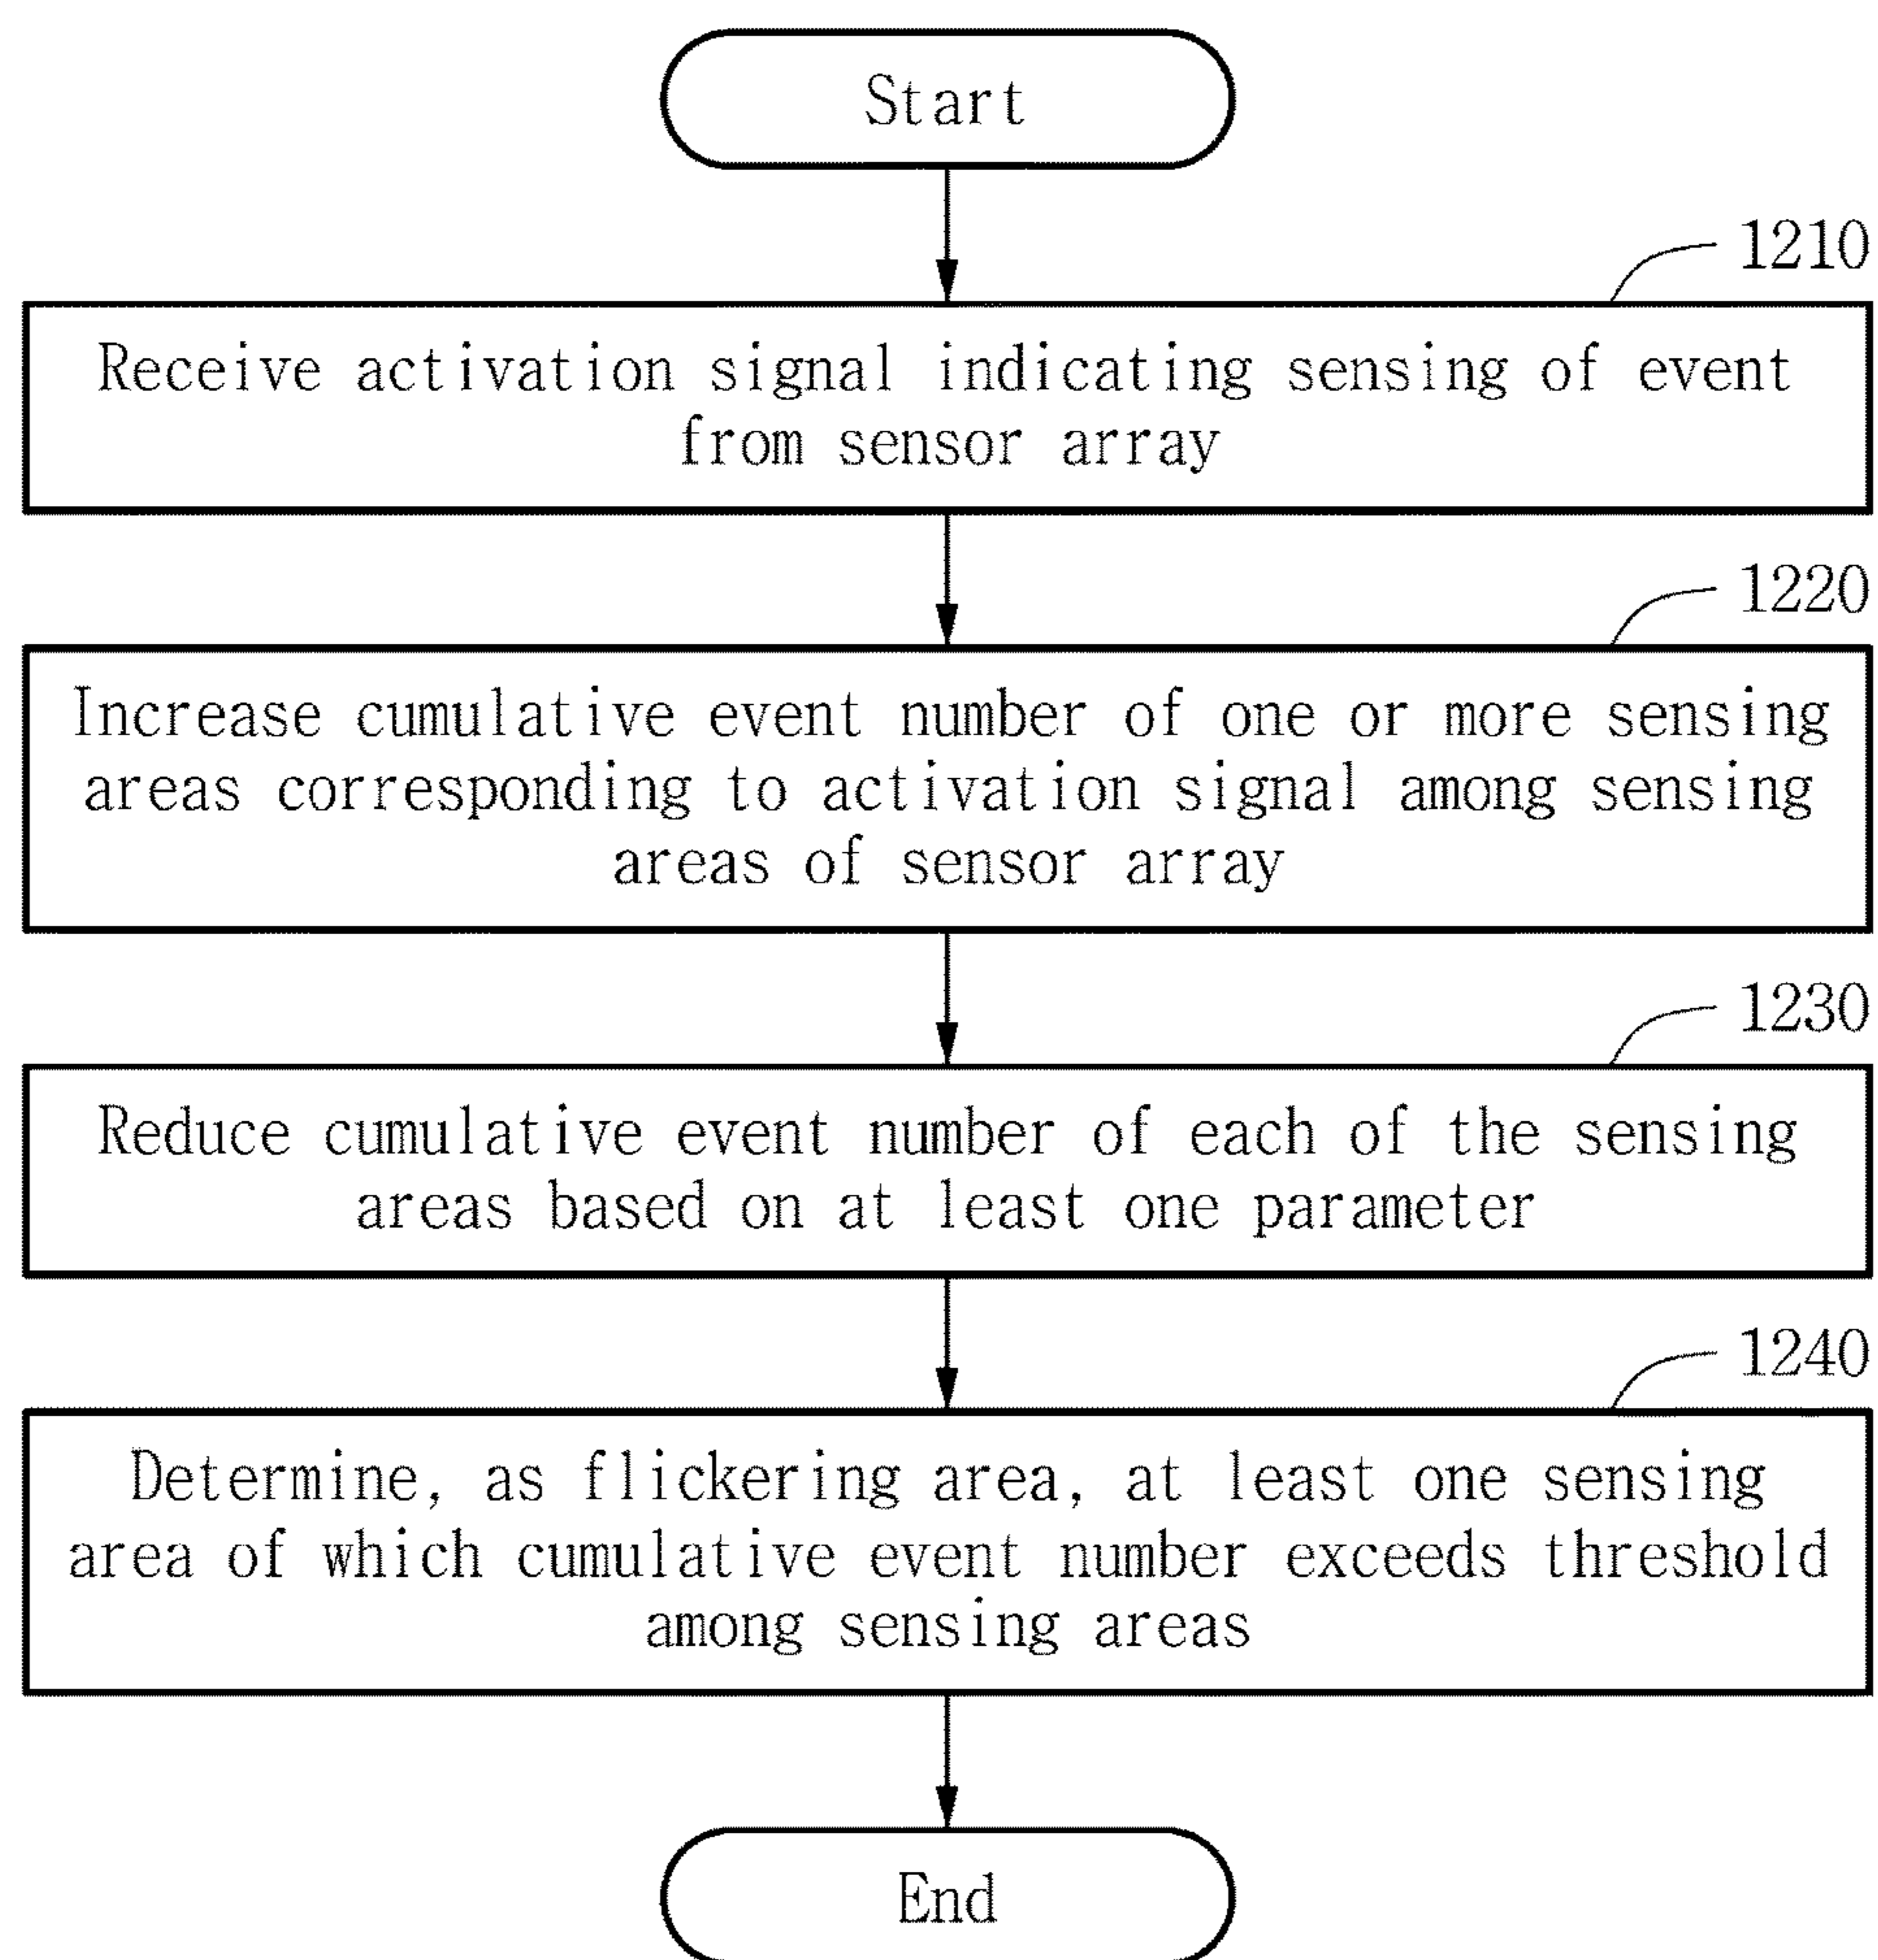 Start
1210
Receive activation signal indicating sensing of event
from sensor array
1220
Increase cumulative event number of one or more sensing
areas corresponding to activation signal among sensing
areas of sensor array
1230
Reduce cumulative event number of each of the sensing
areas based on at least one parameter
1240
Determine, as flickering area, at least one sensing
area of which cumulative event number exceeds threshold
among sensing areas
End